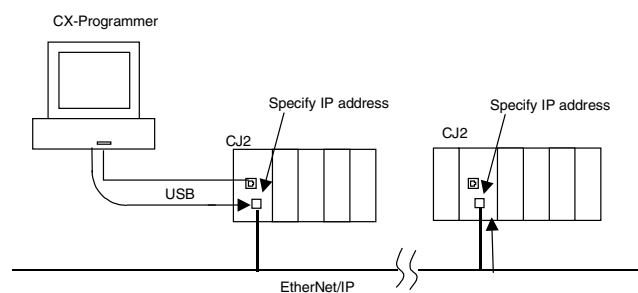 CX-Programmer
Specify IP address
Specify IP address
CJ2
CJ2
USB
EtherNet/IP